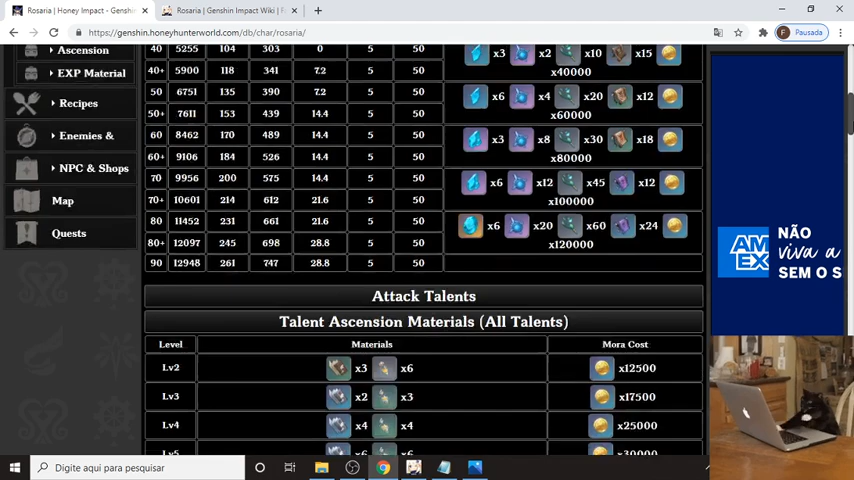 Rosaria | Honey Impact - Genshin
Rosaria | Genshin Impact Wiki | F
https://genshin.honeyhunterworld.com/db/char/rosaria/
Pausada
Ascension
EXP Material
Recipes
Enemies &
NPC & Shops
Map
Quests
40 5255 104 303 0 5 50 x3 x2 x10 x15
x40000
40+ 5900 118 341 7.2 5 50
50 6751 135 390 7.2 5 50 x6 x4 x20 x12
x60000
50+ 7611 153 439 14.4 5 50
60 8462 170 489 14.4 5 50 x3 x8 x30 x18
x80000
60+ 9106 184 526 14.4 5 50
70 9956 200 575 14.4 5 50 x6 x12 x45 x12
x100000
70+ 10601 214 612 21.6 5 50
80 11452 231 661 21.6 5 50 x6 x20 x60 x24
x120000
80+ 12097 245 698 28.8 5 50
90 12948 261 747 28.8 5 50
Attack Talents
Talent Ascension Materials (All Talents)
Level Materials Mora Cost
Lv2 x3 x6 x12500
Lv3 x2 x3 x17500
Lv4 x4 x4 x25000
Lv5 x6 x6 x30000
AM
EX
NÃO
viva a
SEM O S
Digite aqui para pesquisar